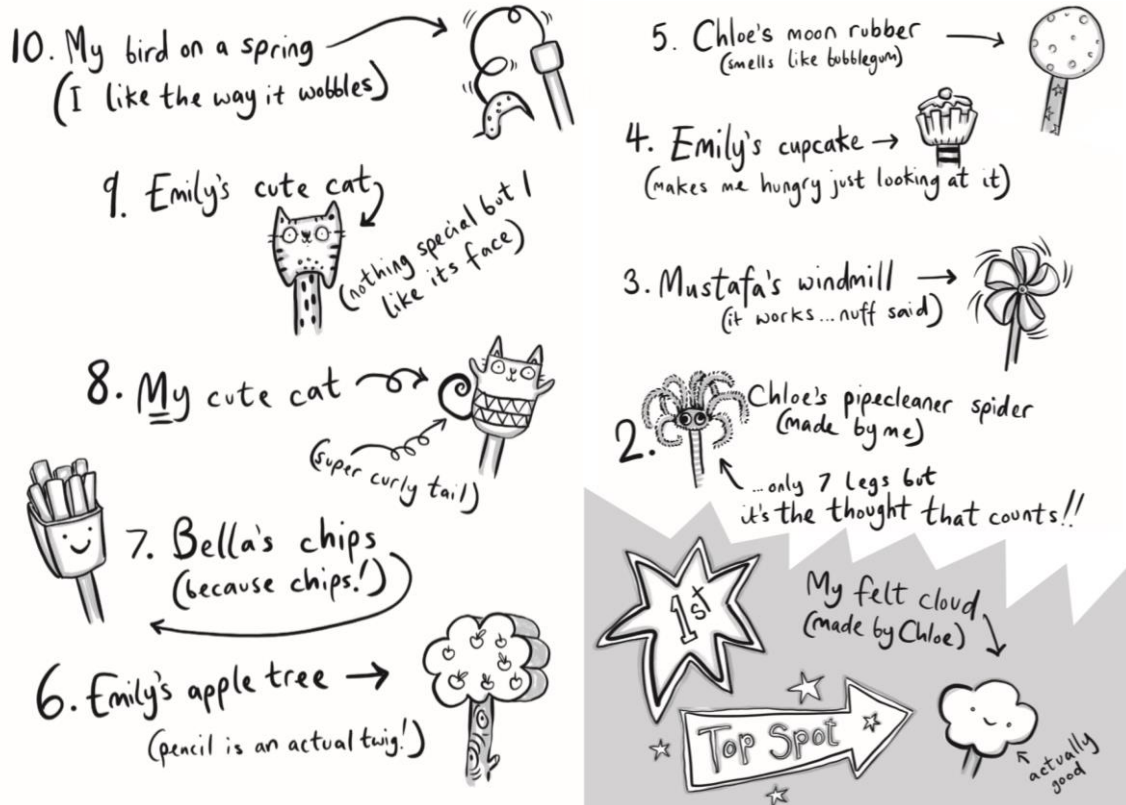 10. My bird on a spring
(I like the way it wobbles)
9. Emily's cute cat
(nothing special but I
like its face)
8. My cute cat
(super curly tail)
7. Bella's chips
(because chips!)
6. Emily's apple tree
(pencil is an actual twig!)
5. Chloe's moon rubber
(smells like bubblegum)
4. Emily's cupcake
(makes me hungry just looking at it)
3. Mustafa's windmill
(it works...nuff said)
2. Chloe's pipecleaner spider
(made by me)
...only 7 legs but
it's the thought that counts!!
1st
My felt cloud
(made by Chloe)
Top Spot
actually
good